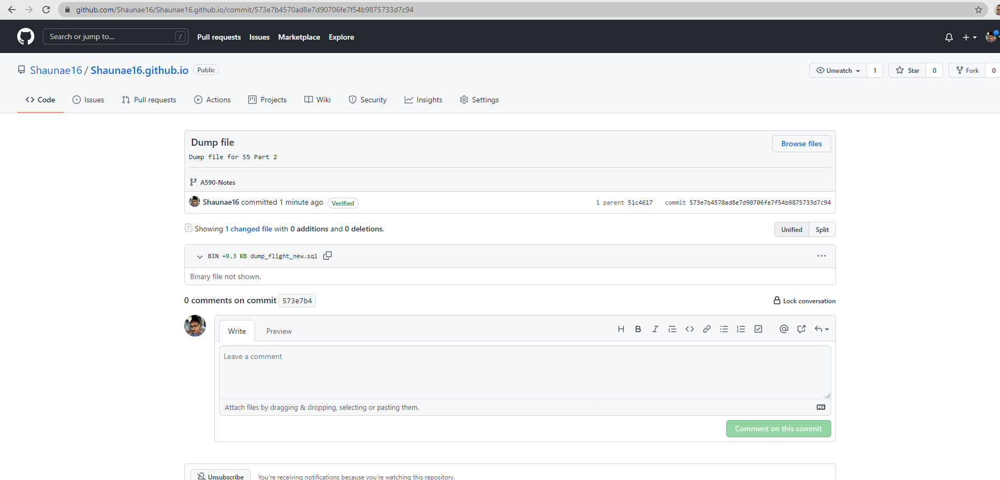 github.com/Shaunae16/Shaunae16.github.io/commit/573e7b4570ad8e7d90706fe7f54b9875733d7c94
Search or jump to... / Pull requests Issues Marketplace Explore
Shaunae16 / Shaunae16.github.io Public Unwatch 1 Star 0 Fork 0
Code Issues Pull requests Actions Projects Wiki Security Insights Settings
Dump file
Browse files
Dump file for S5 Part 2
A590-Notes
Shaunae16 committed 1 minute ago Verified 1 parent 51c4617 commit 573e7b4570ad8e7d90706fe7f54b9875733d7c94
Showing 1 changed file with 0 additions and 0 deletions. Unified Split
BIN +9.3 KB dump_flight_new.sql
Binary file not shown.
0 comments on commit 573e7b4 Lock conversation
Write Preview
Leave a comment
Attach files by dragging & dropping, selecting or pasting them.
Comment on this commit
Unsubscribe You're receiving notifications because you're watching this repository.